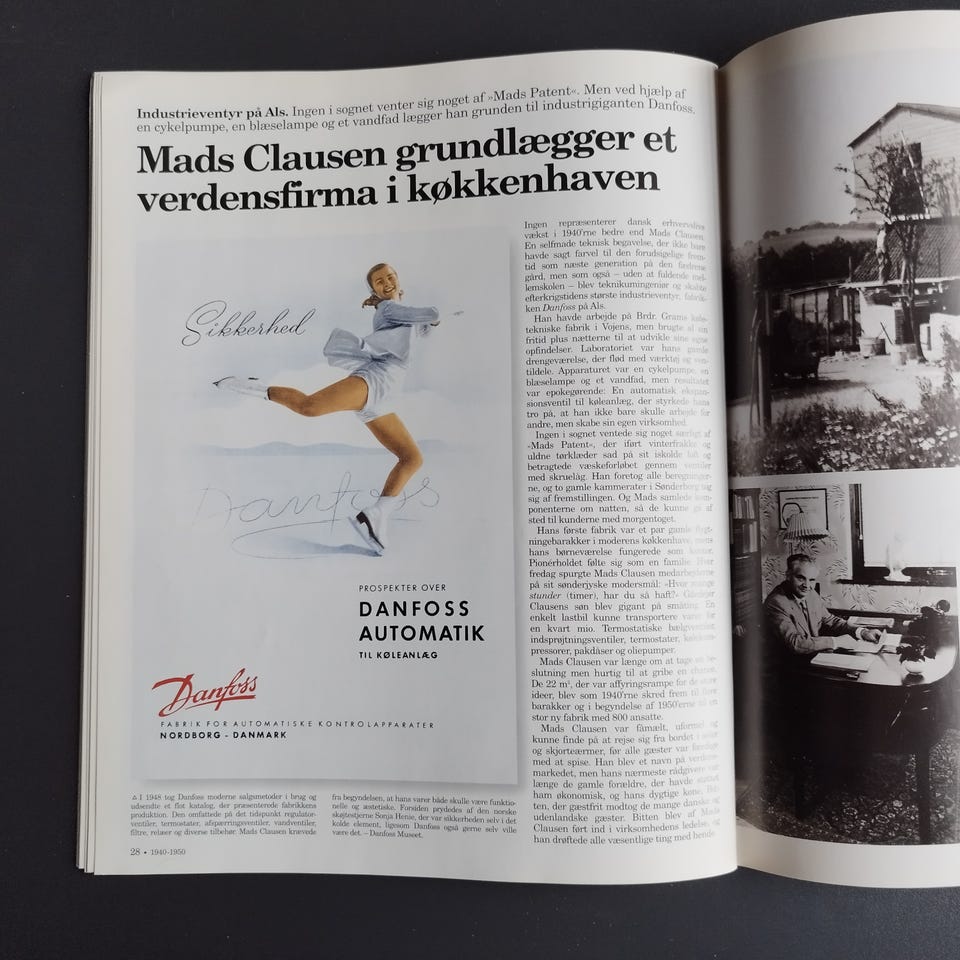 Industrieventyr på Als. Ingen i sognet venter sig noget af »Mads Patent«. Men ved hjælp af
en cykelpumpe, en blæselampe og et vandfad lægger han grunden til industrigiganten Danfoss.
Mads Clausen grundlægger et
verdensfirma i køkkenhaven
Sikkerhed
Danfoss
PROSPEKTER OVER
DANFOSS
AUTOMATIK
TIL KØLEANLÆG
Danfoss
FABRIK FOR AUTOMATISKE KONTROLAPPARATER
NORDBORG - DANMARK
△ I 1948 tog Danfoss moderne salgsmetoder i brug og
udsendte et flot katalog, der præsenterede fabrikkens
produktion. Den omfattede på det tidspunkt regulator-
ventiler, termostater, afspærringsventiler, vandventiler,
filtre, relæer og diverse tilbehør. Mads Clausen krævede
fra begyndelsen, at hans varer både skulle være funktio-
nelle og æstetiske. Forsiden prydedes af den norske
skøjtestjerne Sonja Henie, der var sikkerheden selv i det
kolde element, ligesom Danfoss også gerne selv ville
være det. – Danfoss Museet.
Ingen repræsenterer dansk erhvervslivs
vækst i 1940'rne bedre end Mads Clausen.
En selfmade teknisk begavelse, der ikke bare
havde sagt farvel til den forudsigelige frem-
tid som næste generation på den fædrene
gård, men som også – uden at fuldende mel-
lemskolen – blev teknikumingeniør og skabte
efterkrigstidens største industrieventyr, fabrik-
ken Danfoss på Als.
Han havde arbejde på Brdr. Grams køle-
tekniske fabrik i Vojens, men brugte al sin
fritid plus nætterne til at udvikle sine egne
opfindelser. Laboratoriet var hans gamle
drengeværelse, der flød med værktøj og ven-
tildele. Apparaturet var en cykelpumpe, en
blæselampe og et vandfad, men resultatet
var epokegørende: En automatisk ekspan-
sionsventil til køleanlæg, der styrkede hans
tro på, at han ikke bare skulle arbejde for
andre, men skabe sin egen virksomhed.
Ingen i sognet ventede sig noget særligt af
»Mads Patent«, der iført vinterfrakke og
uldne tørklæder sad på sit iskolde loft og
betragtede væskeforløbet gennem ventiler
med skruelåg. Han foretog alle beregninger-
ne, og to gamle kammerater i Sønderborg tog
sig af fremstillingen. Og Mads samlede kom-
ponenterne om natten, så de kunne gå af
sted til kunderne med morgentoget.
Hans første fabrik var et par gamle flygt-
ningebarakker i moderens køkkenhave, mens
hans børneværelse fungerede som kontor.
Pionerholdet følte sig som en familie. Hver
fredag spurgte Mads Clausen medarbejderne
på sit sønderjyske modersmål: »Hvor mange
stunder (timer), har du så haft?« Gårdejer
Clausens søn blev gigant på småting. En
enkelt lastbil kunne transportere varer for
en kvart mio. Termostatiske bælgventiler,
indsprøjtningsventiler, termostater, kølekom-
pressorer, pakdåser og oliepumper.
Mads Clausen var længe om at tage en be-
slutning men hurtig til at gribe en chance.
De 22 m², der var affyringsrampe for de store
ideer, blev som 1940'rne skred frem til flere
barakker og i begyndelse af 1950'erne til en
stor ny fabrik med 800 ansatte.
Mads Clausen var fåmælt, uformel og
kunne finde på at rejse sig fra bordet i seler
og skjorteærmer, før alle gæster var færdige
med at spise. Han blev et navn på verdens-
markedet, men hans nærmeste rådgivere var
længe de gamle forældre, der havde støttet
ham økonomisk, og hans dygtige kone, Bit-
ten, der gæstfrit modtog de mange danske og
udenlandske gæster. Bitten blev af Mads
Clausen ført ind i virksomhedens ledelse, og
han drøftede alle væsentlige ting med hende
28 • 1940-1950